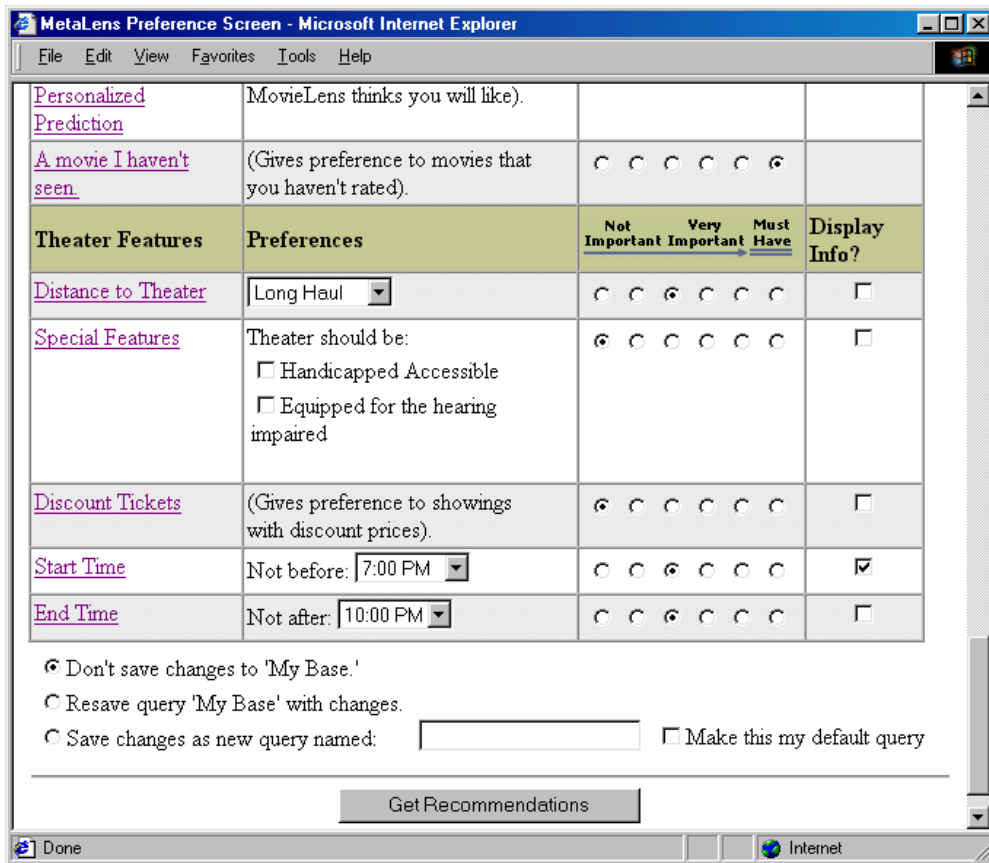 MetaLens Preference Screen - Microsoft Internet Explorer
File Edit View Favorites Tools Help
Personalized
Prediction
MovieLens thinks you will like).
A movie I haven't
seen.
(Gives preference to movies that
you haven't rated).
Theater Features
Preferences
Not Important
Very Important
Must Have
Display
Info?
Distance to Theater
Long Haul
Special Features
Theater should be:
Handicapped Accessible
Equipped for the hearing
impaired
Discount Tickets
(Gives preference to showings
with discount prices).
Start Time
Not before: 7:00 PM
End Time
Not after: 10:00 PM
Don't save changes to 'My Base.'
Resave query 'My Base' with changes.
Save changes as new query named:
Make this my default query
Get Recommendations
Done
Internet